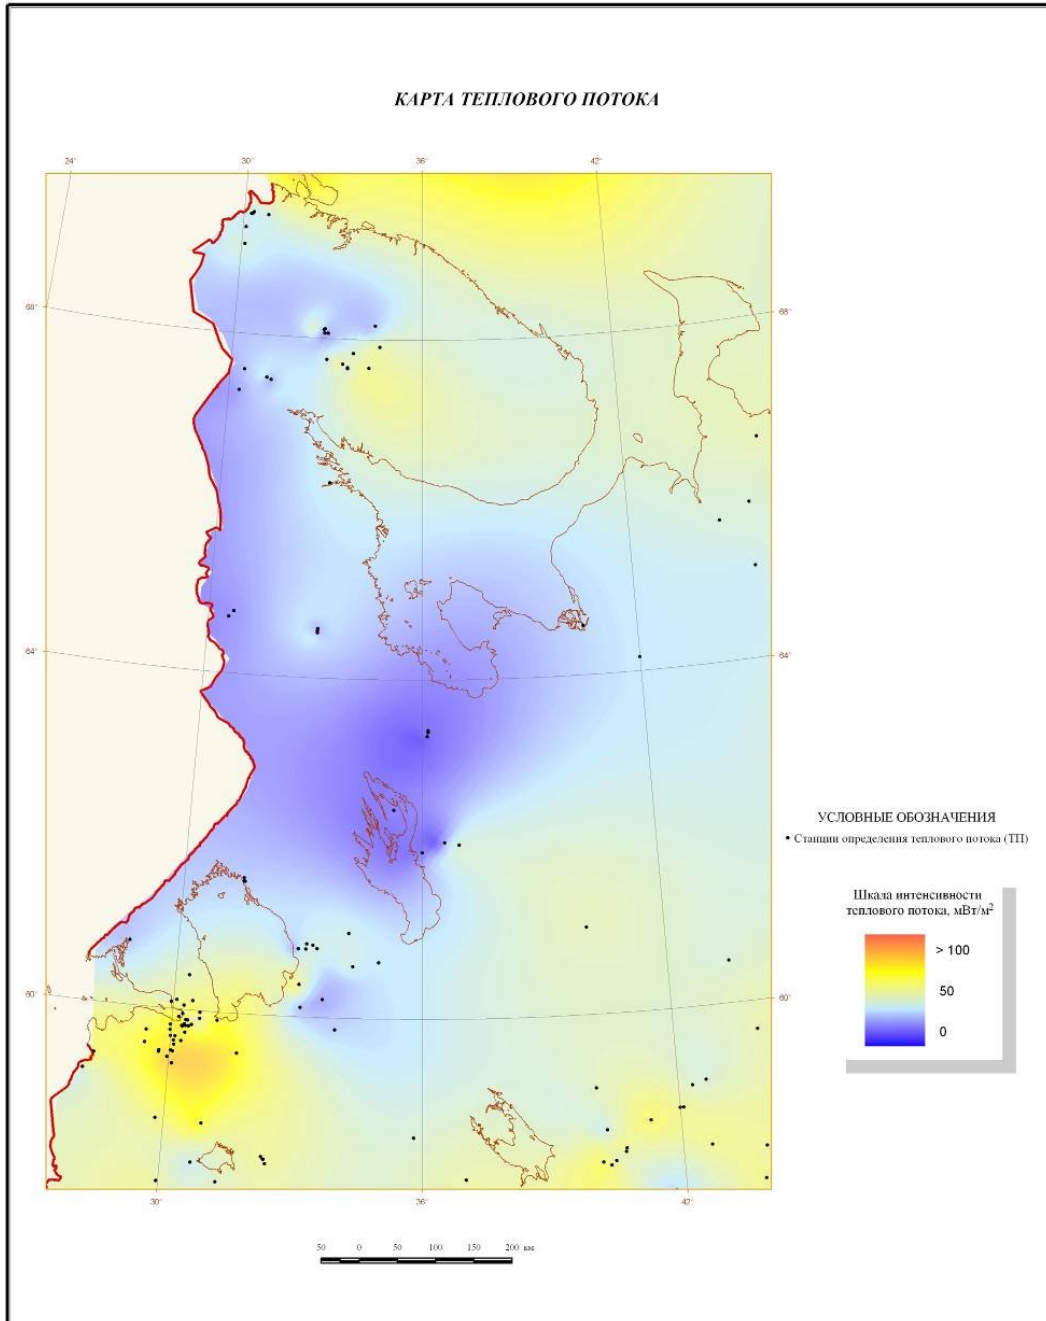 КАРТА ТЕПЛОВОГО ПОТОКА
24° 30° 36° 42°
68° 68°
64° 64°
УСЛОВНЫЕ ОБОЗНАЧЕНИЯ
Станции определения теплового потока (ТП)
Шкала интенсивности
теплового потока, мВт/м²
> 100
50
0
60° 60°
30° 36° 42°
50 0 50 100 150 200 км